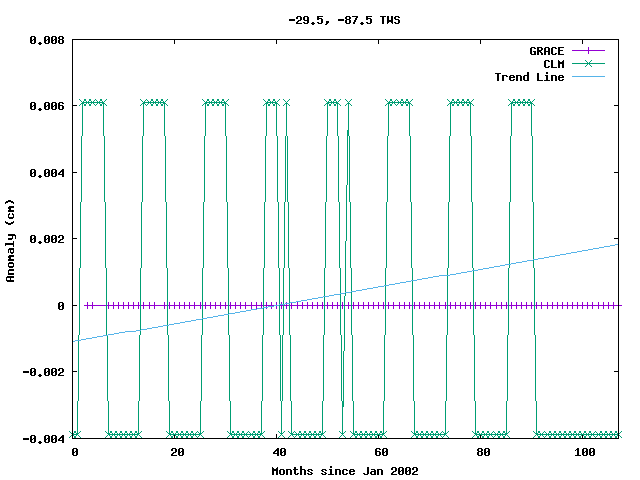 -29.5, -87.5 TWS
GRACE
CLM
Trend Line
0.008
0.006
0.004
0.002
0
-0.002
-0.004
Anomaly (cm)
0 20 40 60 80 100
Months since Jan 2002